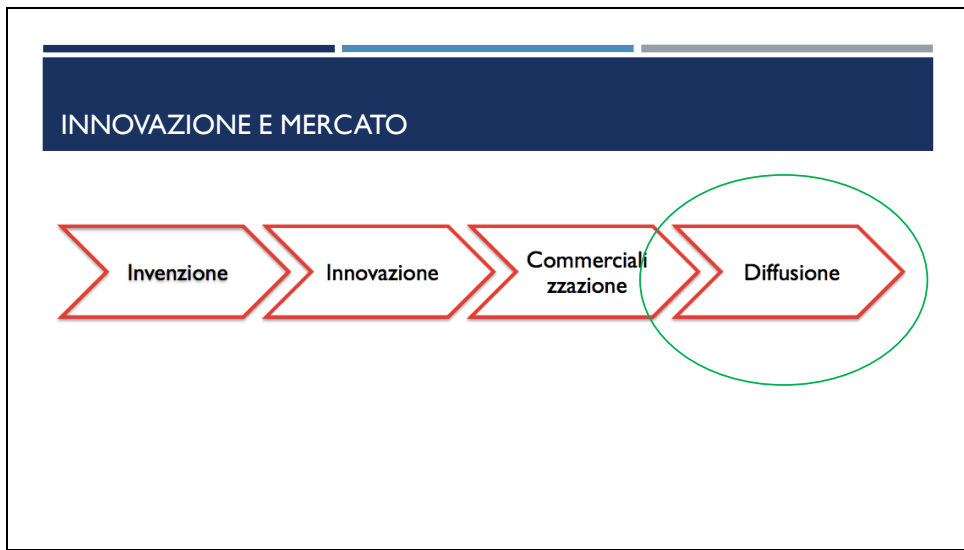 INNOVAZIONE E MERCATO
Invenzione
Innovazione
Commerciali
zzazione
Diffusione